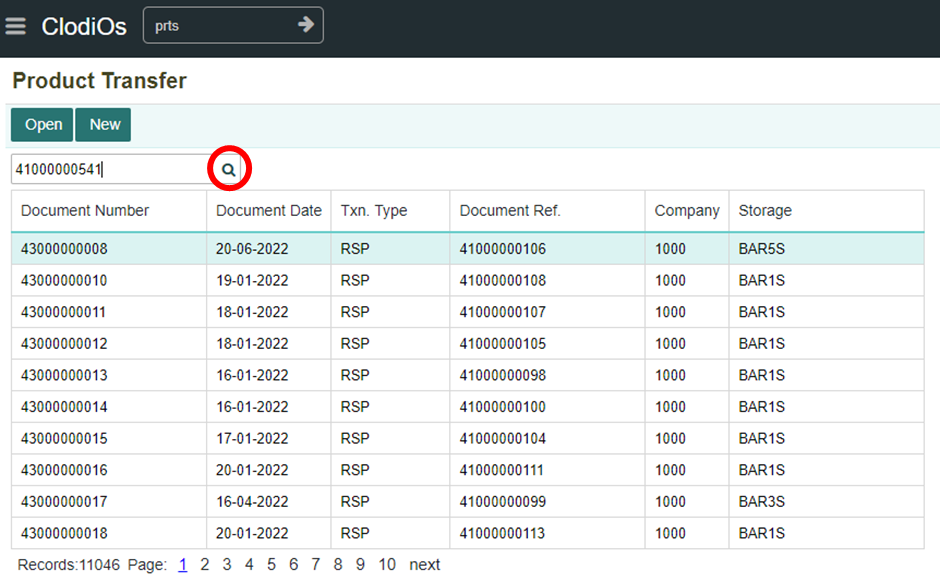 ClodiOs prts
Product Transfer
Open New
41000000541
Document Number Document Date Txn. Type Document Ref. Company Storage
43000000008 20-06-2022 RSP 41000000106 1000 BAR5S
43000000010 19-01-2022 RSP 41000000108 1000 BAR1S
43000000011 18-01-2022 RSP 41000000107 1000 BAR1S
43000000012 18-01-2022 RSP 41000000105 1000 BAR1S
43000000013 16-01-2022 RSP 41000000098 1000 BAR1S
43000000014 16-01-2022 RSP 41000000100 1000 BAR1S
43000000015 17-01-2022 RSP 41000000104 1000 BAR1S
43000000016 20-01-2022 RSP 41000000111 1000 BAR1S
43000000017 16-04-2022 RSP 41000000099 1000 BAR3S
43000000018 20-01-2022 RSP 41000000113 1000 BAR1S
Records:11046 Page: 1 2 3 4 5 6 7 8 9 10 next